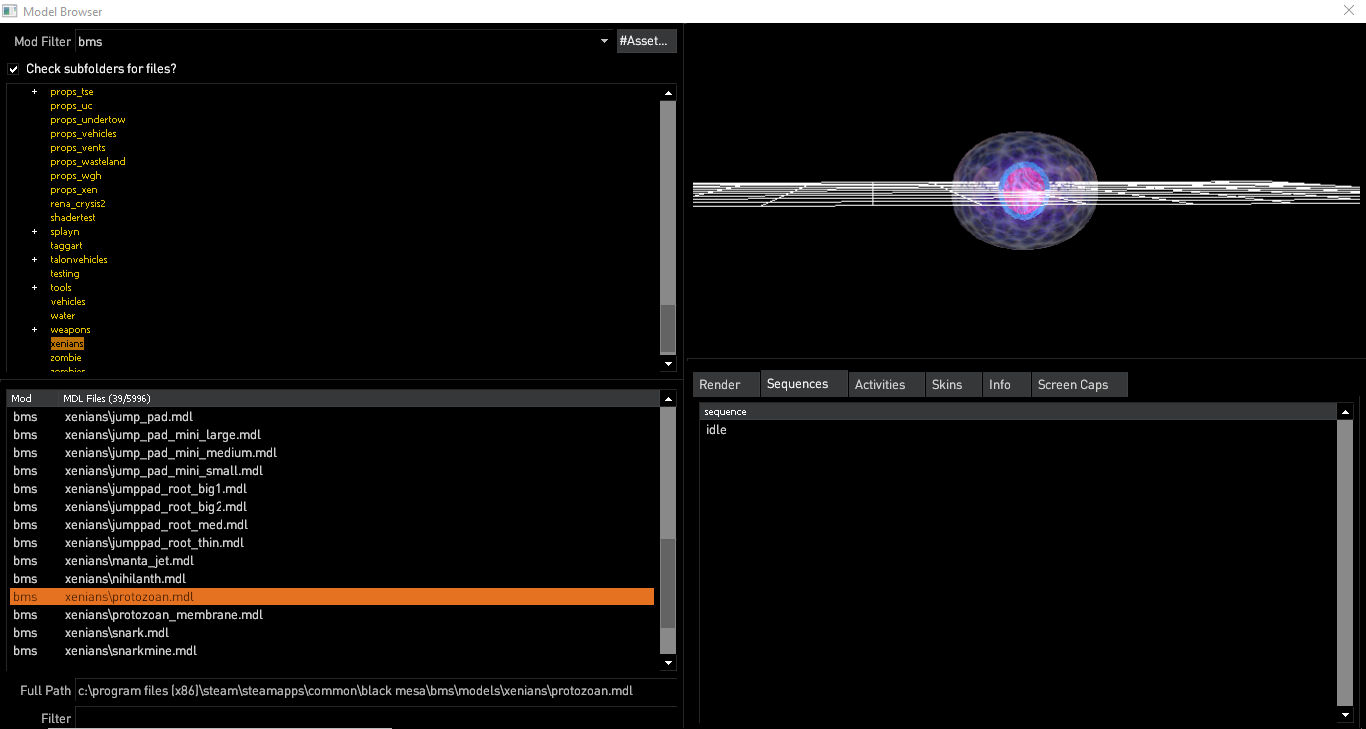 Model Browser
Mod Filter bms #Asset...
Check subfolders for files?
+ props_tse
props_uc
props_undertow
props_vehicles
props_vents
props_wasteland
props_wgh
props_xen
rena_crysis2
shadertest
+ splayn
taggart
+ talonvehicles
testing
+ tools
vehicles
water
+ weapons
xenians
zombie
zombies
Mod MDL Files (39/5996)
bms xenians\jump_pad.mdl
bms xenians\jump_pad_mini_large.mdl
bms xenians\jump_pad_mini_medium.mdl
bms xenians\jump_pad_mini_small.mdl
bms xenians\jumppad_root_big1.mdl
bms xenians\jumppad_root_big2.mdl
bms xenians\jumppad_root_med.mdl
bms xenians\jumppad_root_thin.mdl
bms xenians\manta_jet.mdl
bms xenians\nihilanth.mdl
bms xenians\protozoan.mdl
bms xenians\protozoan_membrane.mdl
bms xenians\snark.mdl
bms xenians\snarkmine.mdl
Full Path c:\program files (x86)\steam\steamapps\common\black mesa\bms\models\xenians\protozoan.mdl
Filter
Render Sequences Activities Skins Info Screen Caps
sequence
idle